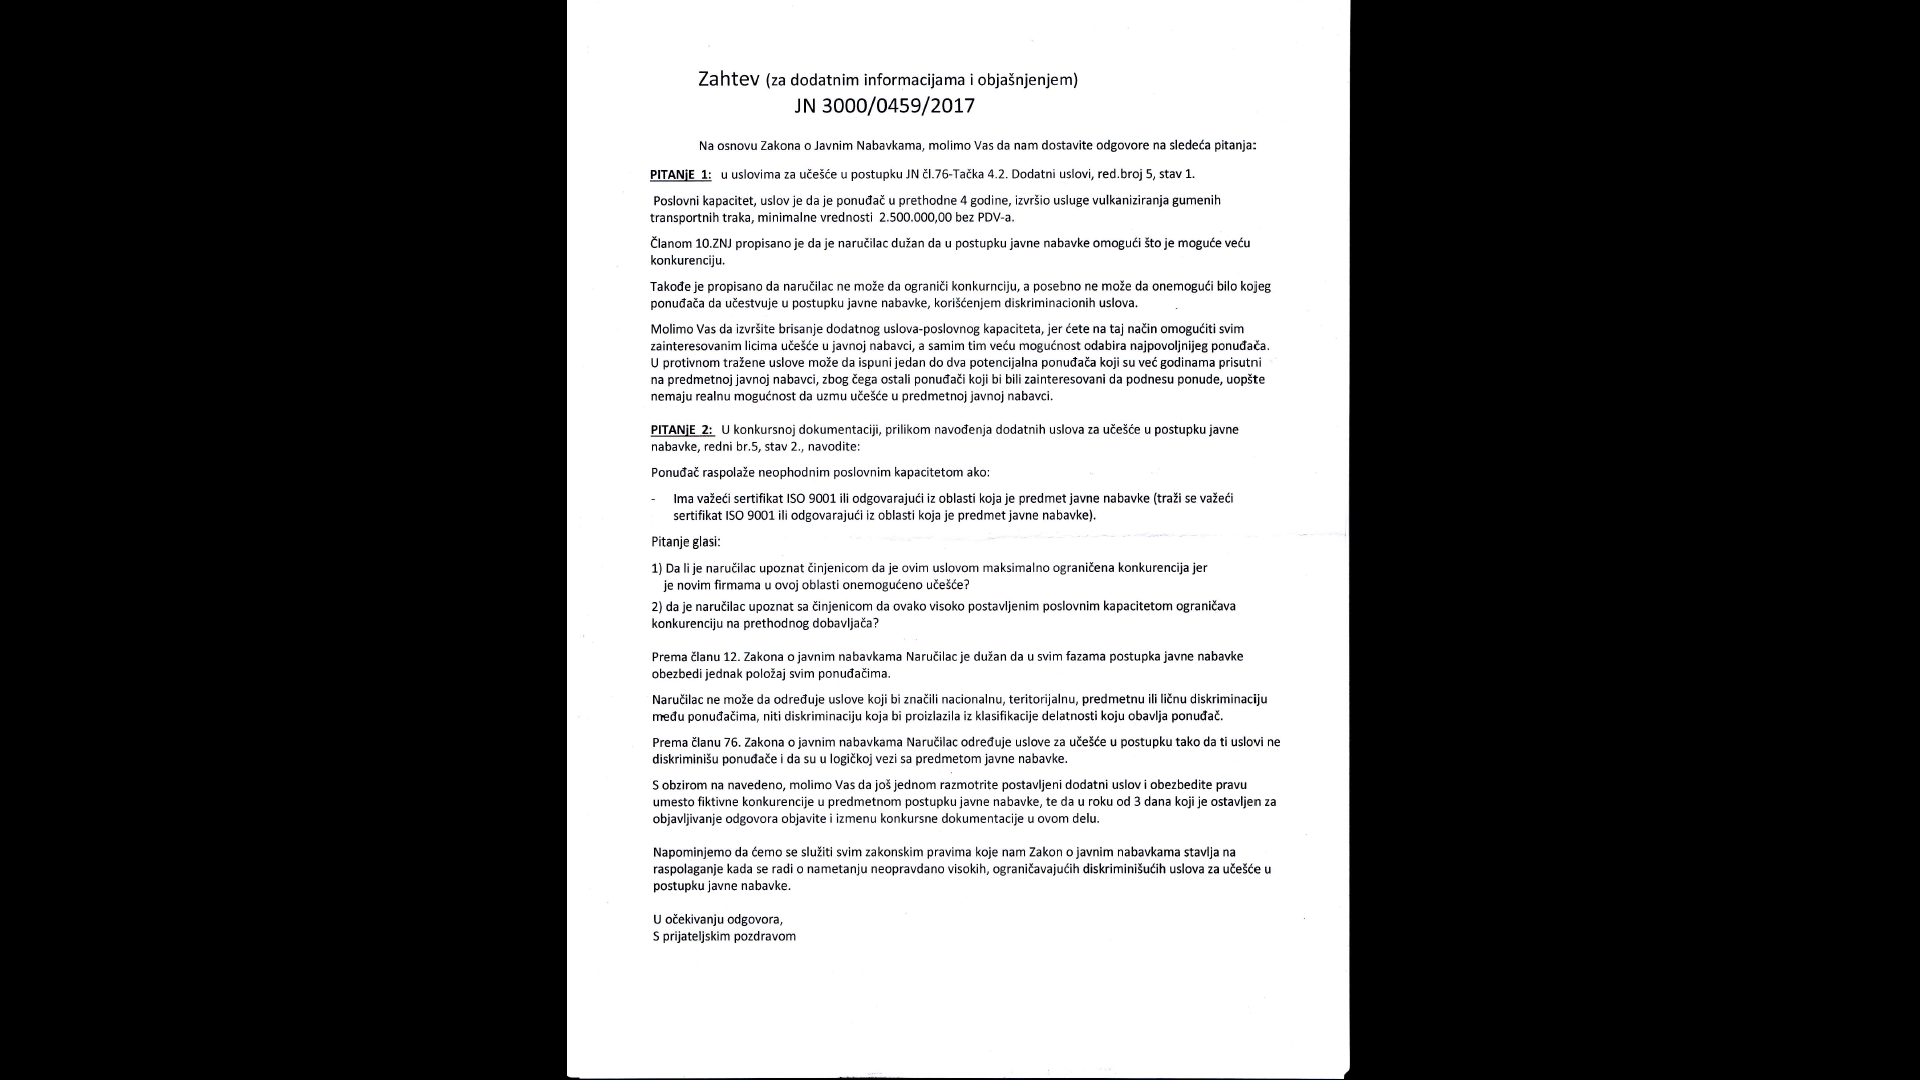 Zahtev (za dodatnim informacijama i objašnjenjem)
JN 3000/0459/2017
Na osnovu Zakona o Javnim Nabavkama, molimo Vas da nam dostavite odgovore na sledeća pitanja:
PITANjE 1: u uslovima za učešće u postupku JN čl.76-Tačka 4.2. Dodatni uslovi, red.broj 5, stav 1.
Poslovni kapacitet, uslov je da je ponuđač u prethodne 4 godine, izvršio usluge vulkaniziranja gumenih
transportnih traka, minimalne vrednosti 2.500.000,00 bez PDV-a.
Članom 10.ZNJ propisano je da je naručilac dužan da u postupku javne nabavke omogući što je moguće veću
konkurenciju.
Takođe je propisano da naručilac ne može da ograniči konkurnciju, a posebno ne može da onemogući bilo kojeg
ponuđača da učestvuje u postupku javne nabavke, korišćenjem diskriminacionih uslova.
Molimo Vas da izvršite brisanje dodatnog uslova-poslovnog kapaciteta, jer ćete na taj način omogućiti svim
zainteresovanim licima učešće u javnoj nabavci, a samim tim veću mogućnost odabira najpovoljnijeg ponuđača.
U protivnom tražene uslove može da ispuni jedan do dva potencijalna ponuđača koji su već godinama prisutni
na predmetnoj javnoj nabavci, zbog čega ostali ponuđači koji bi bili zainteresovani da podnesu ponude, uopšte
nemaju realnu mogućnost da uzmu učešće u predmetnoj javnoj nabavci.
PITANjE 2: U konkursnoj dokumentaciji, prilikom navođenja dodatnih uslova za učešće u postupku javne
nabavke, redni br.5, stav 2., navodite:
Ponuđač raspolaže neophodnim poslovnim kapacitetom ako:
- Ima važeći sertifikat ISO 9001 ili odgovarajući iz oblasti koja je predmet javne nabavke (traži se važeći
sertifikat ISO 9001 ili odgovarajući iz oblasti koja je predmet javne nabavke).
Pitanje glasi:
1) Da li je naručilac upoznat činjenicom da je ovim uslovom maksimalno ograničena konkurencija jer
je novim firmama u ovoj oblasti onemogućeno učešće?
2) da je naručilac upoznat sa činjenicom da ovako visoko postavljenim poslovnim kapacitetom ograničava
konkurenciju na prethodnog dobavljača?
Prema članu 12. Zakona o javnim nabavkama Naručilac je dužan da u svim fazama postupka javne nabavke
obezbedi jednak položaj svim ponuđačima.
Naručilac ne može da određuje uslove koji bi značili nacionalnu, teritorijalnu, predmetnu ili ličnu diskriminaciju
među ponuđačima, niti diskriminaciju koja bi proizlazila iz klasifikacije delatnosti koju obavlja ponuđač.
Prema članu 76. Zakona o javnim nabavkama Naručilac određuje uslove za učešće u postupku tako da ti uslovi ne
diskriminišu ponuđače i da su u logičkoj vezi sa predmetom javne nabavke.
S obzirom na navedeno, molimo Vas da još jednom razmotrite postavljeni dodatni uslov i obezbedite pravu
umesto fiktivne konkurencije u predmetnom postupku javne nabavke, te da u roku od 3 dana koji je ostavljen za
objavljivanje odgovora objavite i izmenu konkursne dokumentacije u ovom delu.
Napominjemo da ćemo se služiti svim zakonskim pravima koje nam Zakon o javnim nabavkama stavlja na
raspolaganje kada se radi o nametanju neopravdano visokih, ograničavajućih diskriminišućih uslova za učešće u
postupku javne nabavke.
U očekivanju odgovora,
S prijateljskim pozdravom